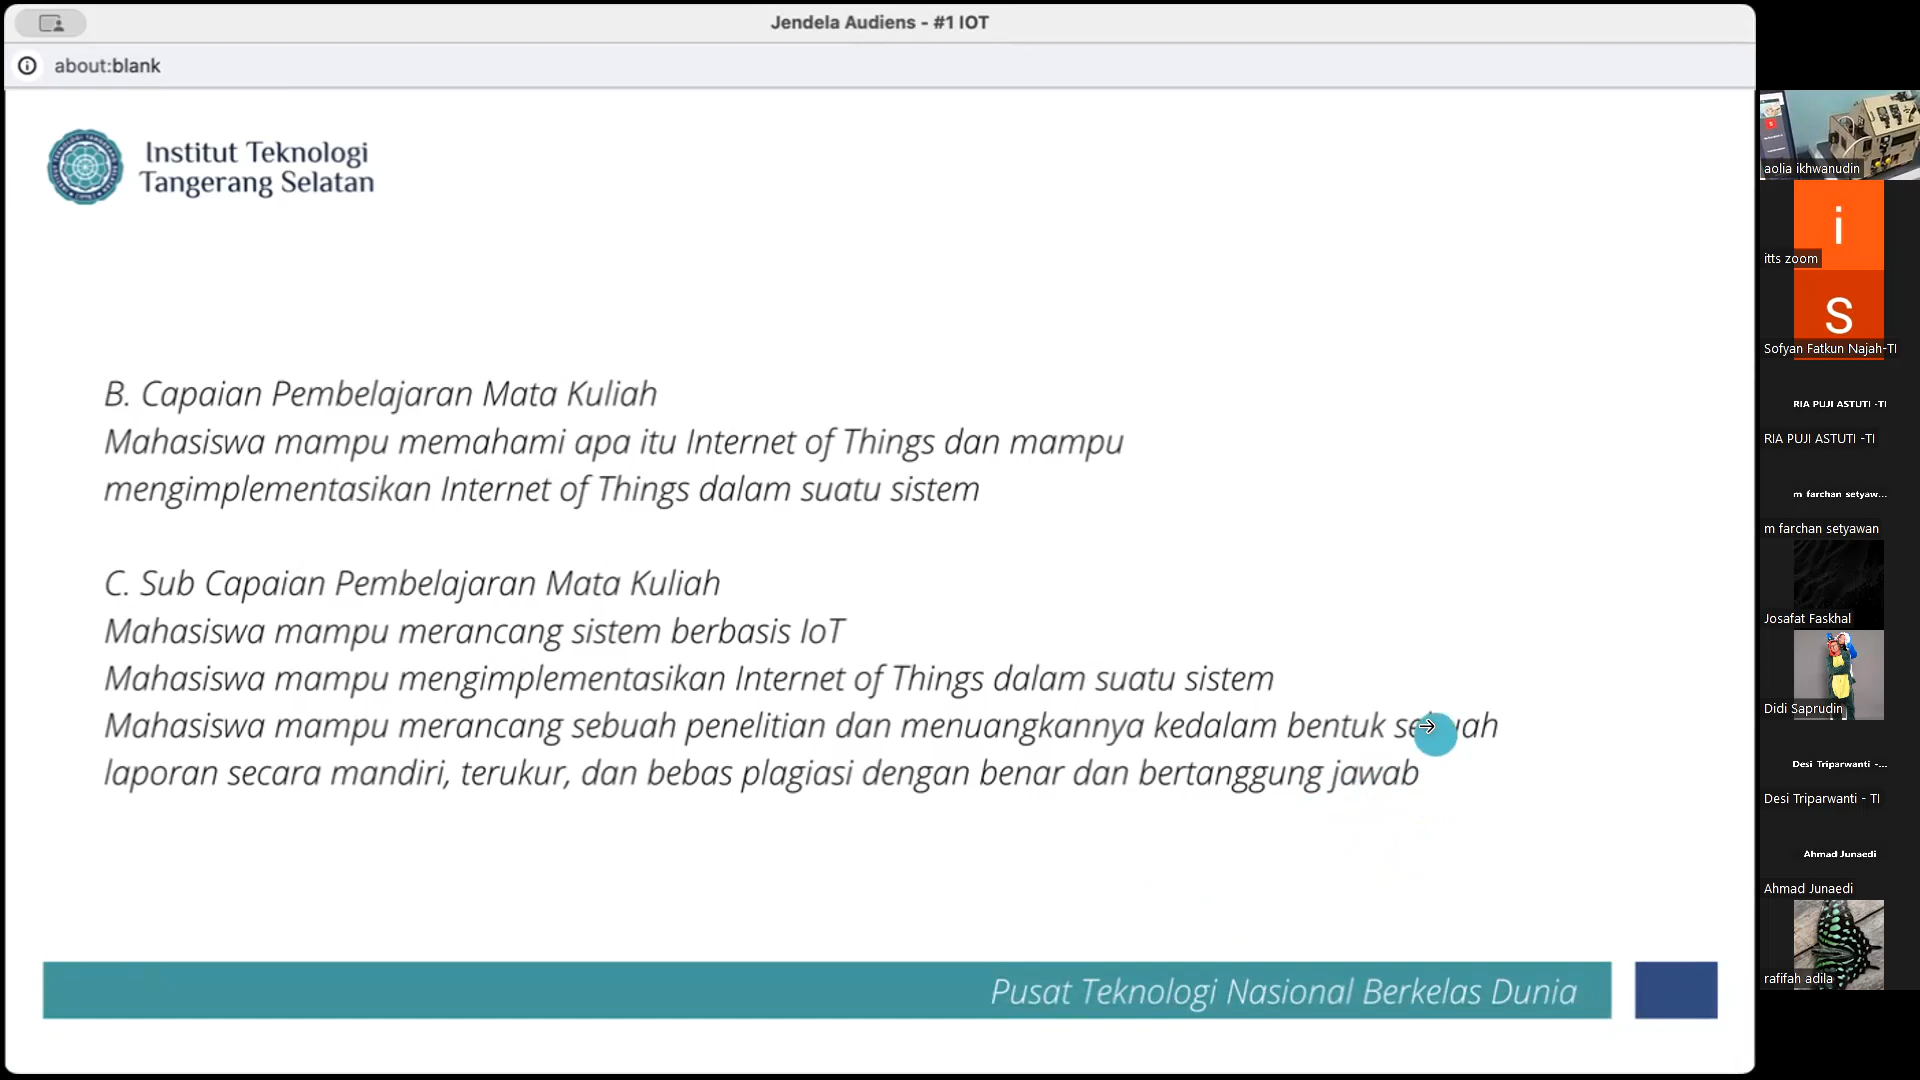 Jendela Audiens - #1 IOT
about:blank
Institut Teknologi
Tangerang Selatan
B. Capaian Pembelajaran Mata Kuliah
Mahasiswa mampu memahami apa itu Internet of Things dan mampu
mengimplementasikan Internet of Things dalam suatu sistem
C. Sub Capaian Pembelajaran Mata Kuliah
Mahasiswa mampu merancang sistem berbasis IoT
Mahasiswa mampu mengimplementasikan Internet of Things dalam suatu sistem
Mahasiswa mampu merancang sebuah penelitian dan menuangkannya kedalam bentuk sebuah
laporan secara mandiri, terukur, dan bebas plagiasi dengan benar dan bertanggung jawab
Pusat Teknologi Nasional Berkelas Dunia
aolia ikhwanudin
i
itts zoom
S
Sofyan Fatkun Najah-TI
RIA PUJI ASTUTI -TI
RIA PUJI ASTUTI -TI
m farchan setyaw...
m farchan setyawan
Josafat Faskhal
Didi Saprudin
Desi Triparwanti -...
Desi Triparwanti - TI
Ahmad Junaedi
Ahmad Junaedi
rafifah adila